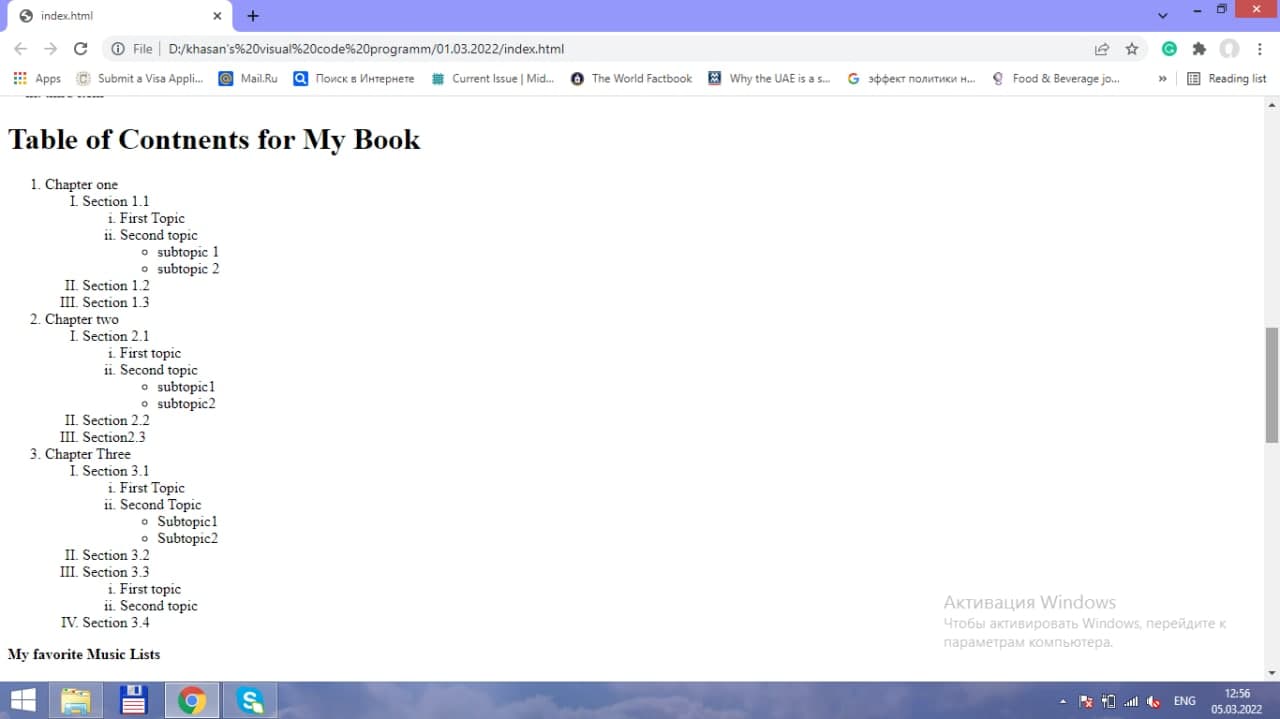 index.html
File D:/khasan's%20visual%20code%20programm/01.03.2022/index.html
Apps Submit a Visa Appli... Mail.Ru Поиск в Интернете Current Issue | Mid... The World Factbook Why the UAE is a s... эффект политики н... Food & Beverage jo... » Reading list
Table of Contnents for My Book
1. Chapter one
I. Section 1.1
i. First Topic
ii. Second topic
subtopic 1
subtopic 2
II. Section 1.2
III. Section 1.3
2. Chapter two
I. Section 2.1
i. First topic
ii. Second topic
subtopic1
subtopic2
II. Section 2.2
III. Section2.3
3. Chapter Three
I. Section 3.1
i. First Topic
ii. Second Topic
Subtopic1
Subtopic2
II. Section 3.2
III. Section 3.3
i. First topic
ii. Second topic
IV. Section 3.4
My favorite Music Lists
Активация Windows
Чтобы активировать Windows, перейдите к
параметрам компьютера.
ENG
12:56
05.03.2022